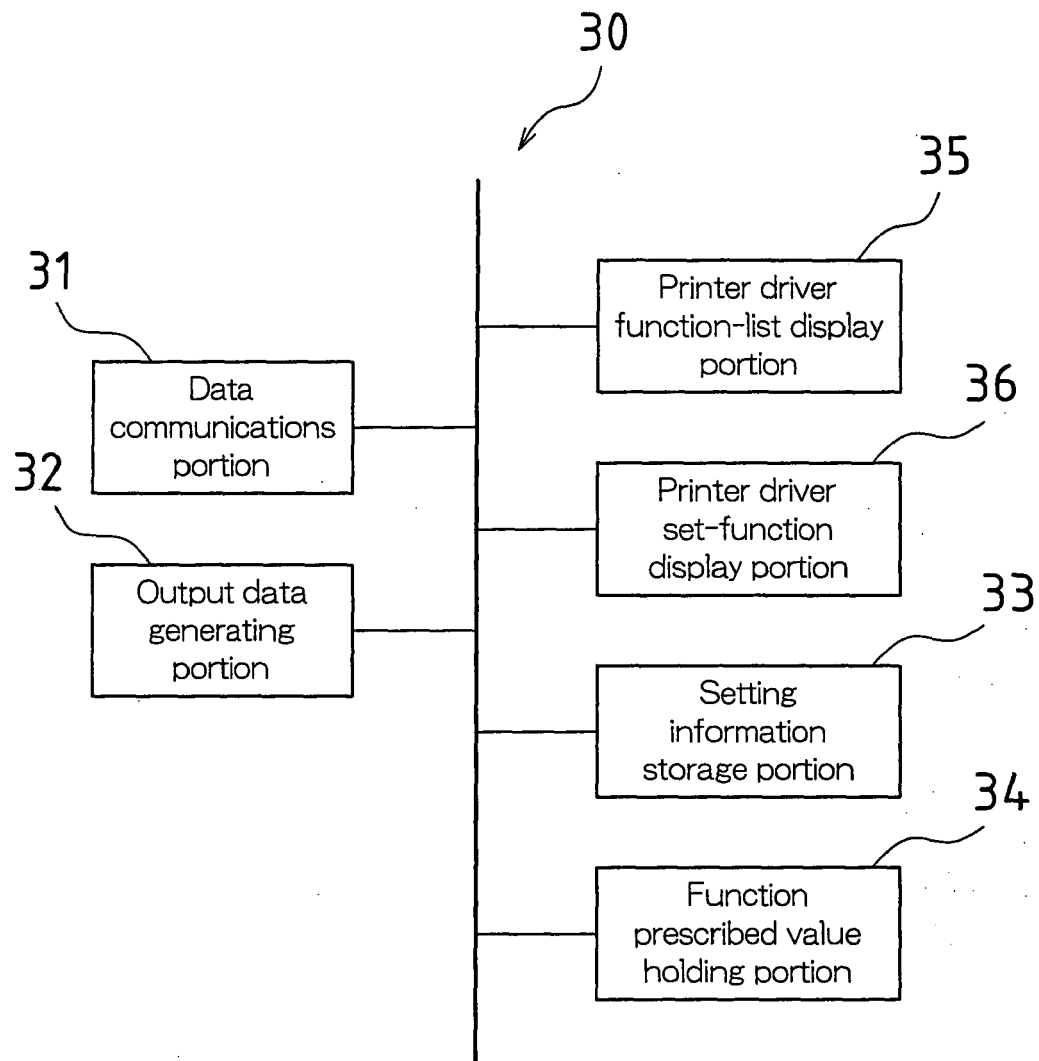 30
35
Printer driver
function-list display
portion
31
Data
communications
portion
36
Printer driver
set-function
display portion
32
Output data
generating
portion
33
Setting
information
storage portion
34
Function
prescribed value
holding portion